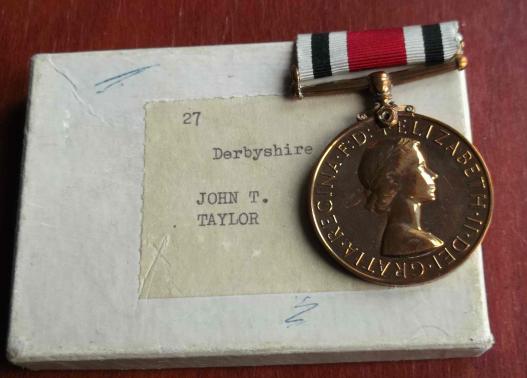 27
Derbyshire
JOHN T.
TAYLOR
ELIZABETH·II·DEI·GRATIA·REGINA·F:D: